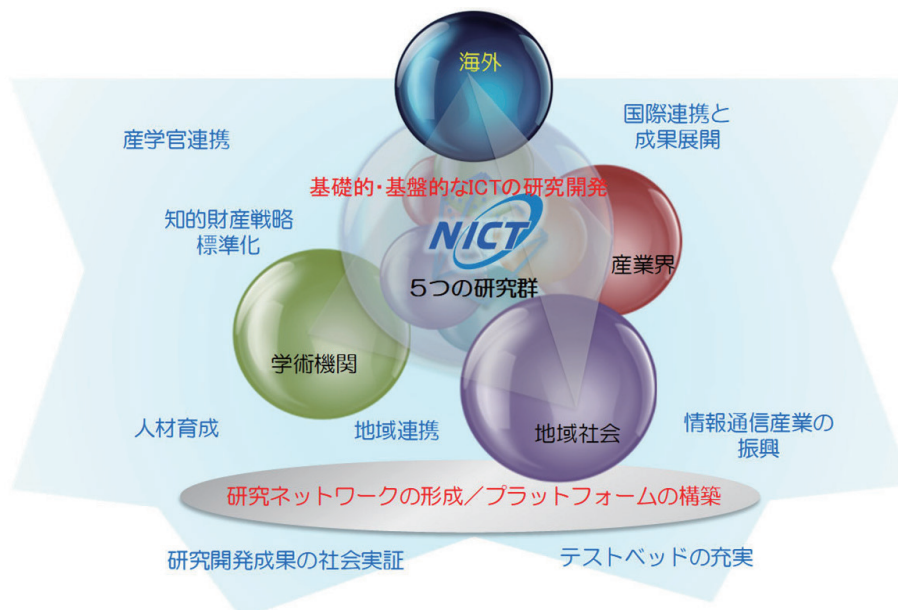 海外
産学官連携
国際連携と
成果展開
基礎的・基盤的なICTの研究開発
知的財産戦略
標準化
NICT
産業界
5つの研究群
学術機関
人材育成
地域連携
地域社会
情報通信産業の
振興
研究ネットワークの形成／プラットフォームの構築
研究開発成果の社会実証
テストベッドの充実